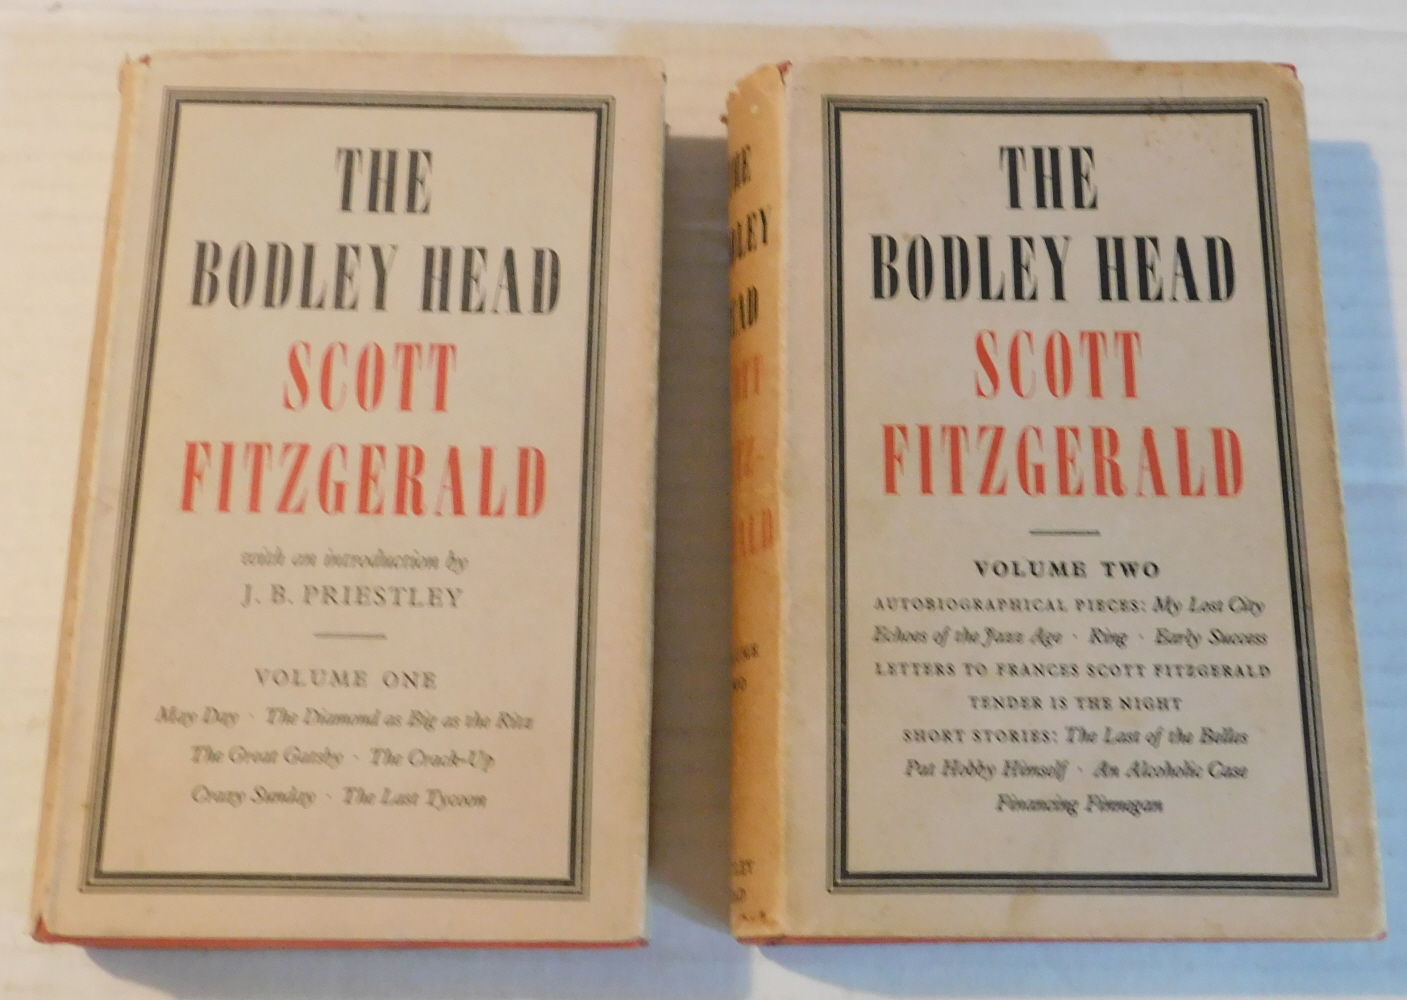 THE
BODLEY HEAD
SCOTT
FITZGERALD
with an introduction by
J. B. PRIESTLEY
VOLUME ONE
May Day · The Diamond as Big as the Ritz
The Great Gatsby · The Crack-Up
Crazy Sunday · The Last Tycoon
THE
BODLEY HEAD
SCOTT
FITZGERALD
VOLUME TWO
AUTOBIOGRAPHICAL PIECES: My Lost City
Echoes of the Jazz Age · Ring · Early Success
LETTERS TO FRANCES SCOTT FITZGERALD
TENDER IS THE NIGHT
SHORT STORIES: The Last of the Belles
Pat Hobby Himself · An Alcoholic Case
Financing Finnegan